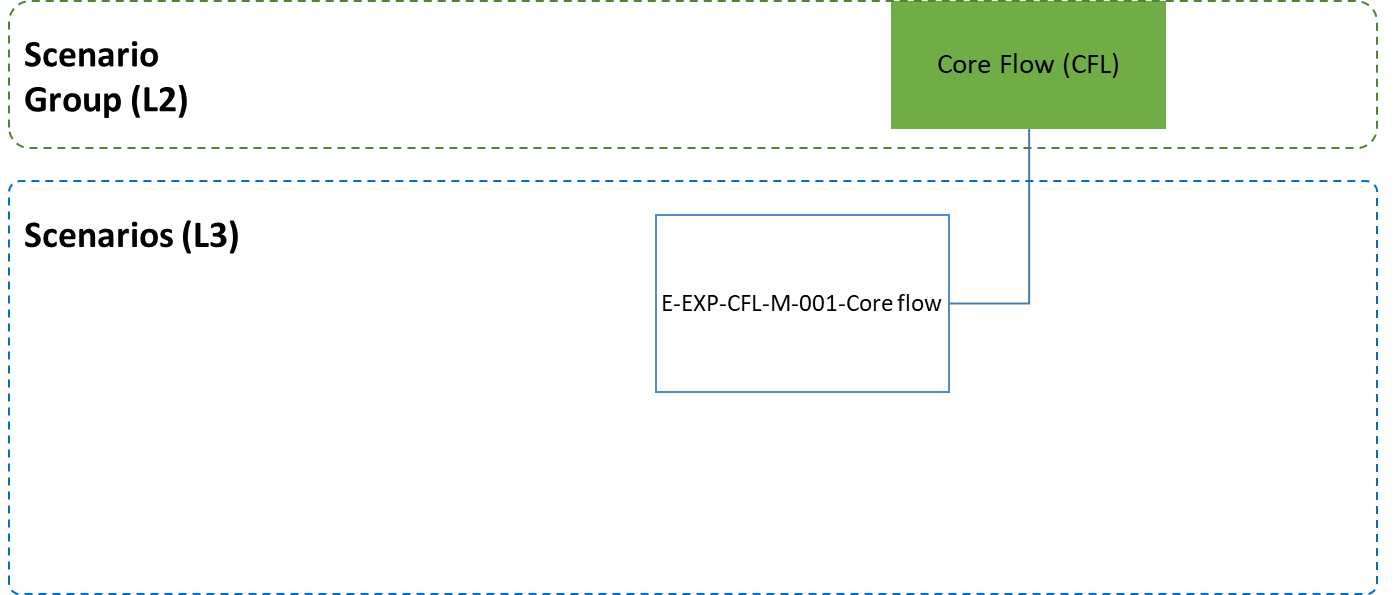 Scenario
Group (L2)
Core Flow (CFL)
Scenarios (L3)
E-EXP-CFL-M-001-Core flow